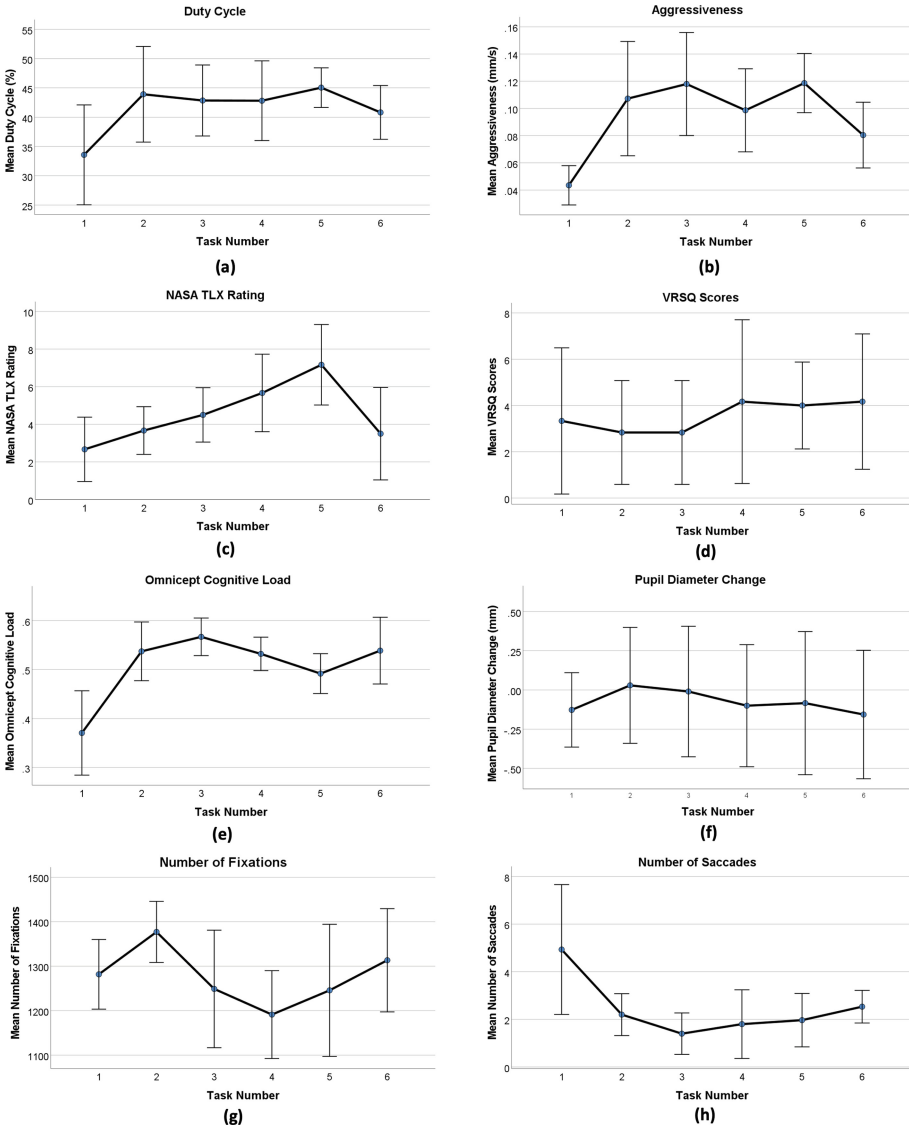 Duty Cycle
Mean Duty Cycle (%)
55
50
45
40
35
30
25
1 2 3 4 5 6
Task Number
(a)
Aggressiveness
Mean Aggressiveness (mm/s)
.16
.14
.12
.10
.08
.06
.04
1 2 3 4 5 6
Task Number
(b)
NASA TLX Rating
Mean NASA TLX Rating
10
8
6
4
2
0
1 2 3 4 5 6
Task Number
(c)
VRSQ Scores
Mean VRSQ Scores
8
6
4
2
0
1 2 3 4 5 6
Task Number
(d)
Omnicept Cognitive Load
Mean Omnicept Cognitive Load
.6
.5
.4
.3
1 2 3 4 5 6
Task Number
(e)
Pupil Diameter Change
Mean Pupil Diameter Change (mm)
.50
.25
.00
-.25
-.50
1 2 3 4 5 6
Task Number
(f)
Number of Fixations
Mean Number of Fixations
1500
1400
1300
1200
1100
1 2 3 4 5 6
Task Number
(g)
Number of Saccades
Mean Number of Saccades
8
6
4
2
0
1 2 3 4 5 6
Task Number
(h)